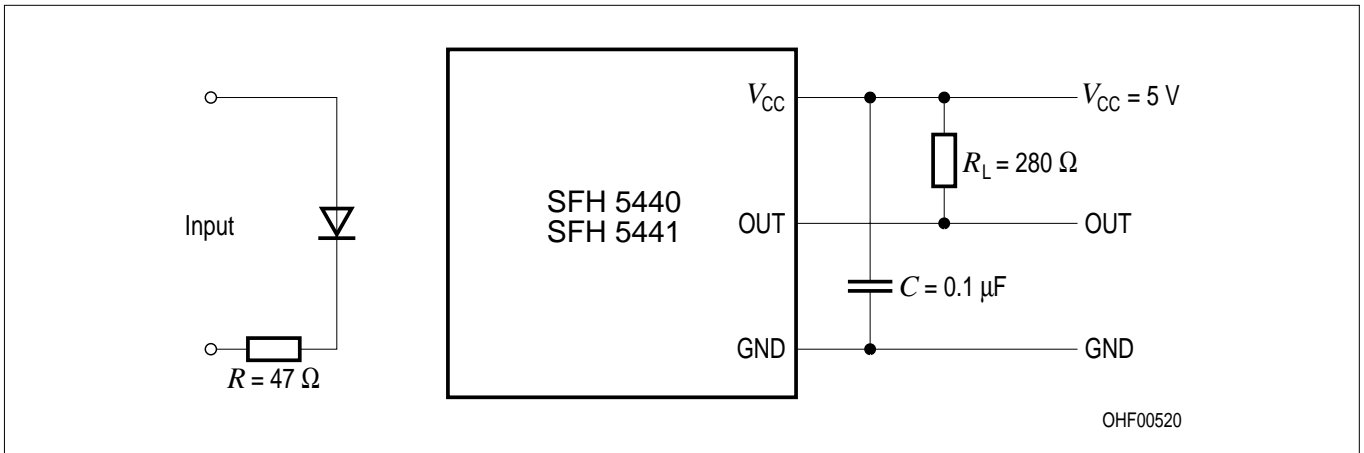 V_CC
V_CC = 5 V
R_L = 280 Ω
SFH 5440
SFH 5441
Input
OUT
OUT
C = 0.1 μF
GND
GND
R = 47 Ω
OHF00520